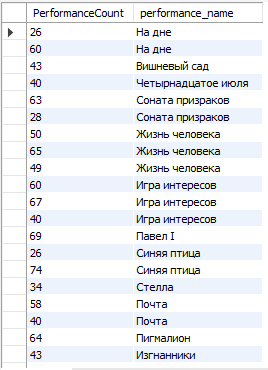 PerformanceCount performance_name
26 На дне
60 На дне
43 Вишневый сад
40 Четырнадцатое июля
63 Соната призраков
28 Соната призраков
50 Жизнь человека
65 Жизнь человека
49 Жизнь человека
60 Игра интересов
67 Игра интересов
40 Игра интересов
69 Павел I
26 Синяя птица
74 Синяя птица
34 Стелла
58 Почта
40 Почта
64 Пигмалион
43 Изгнанники